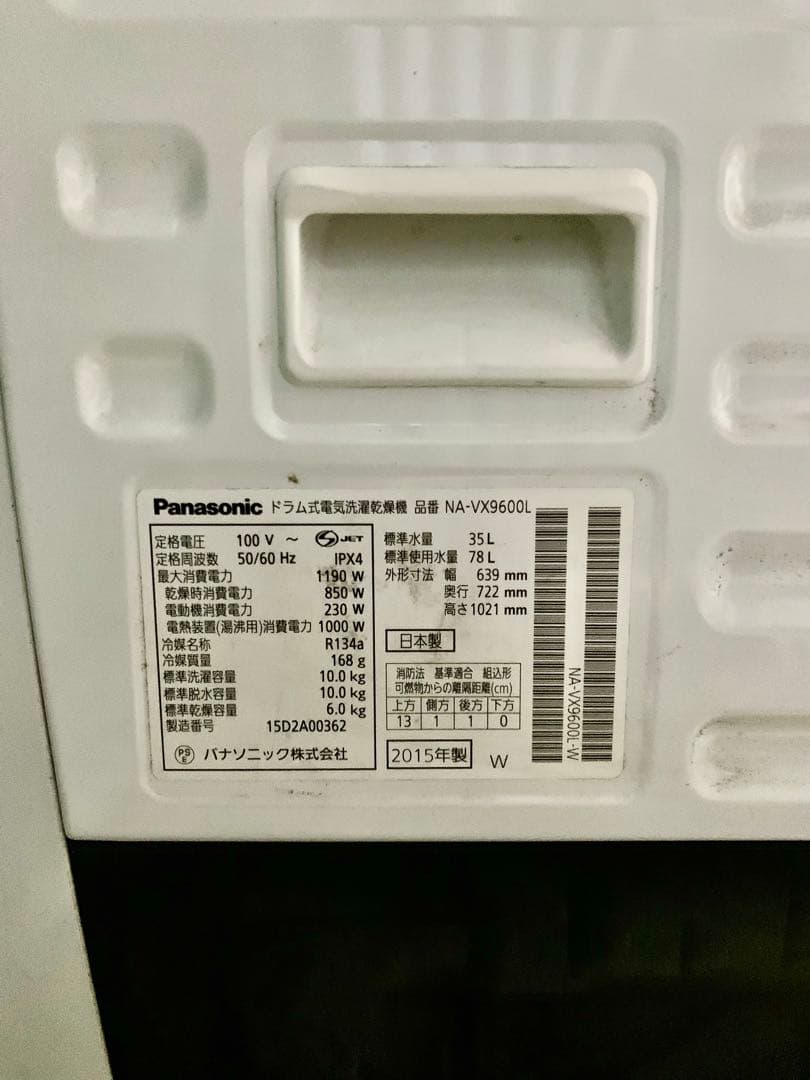 Panasonic ドラム式電気洗濯乾燥機 品番 NA-VX9600L
定格電圧 100 V ~ S JET
定格周波数 50/60 Hz IPX4
最大消費電力 1190 W
乾燥時消費電力 850 W
電動機消費電力 230 W
電熱装置(湯沸用)消費電力 1000 W
冷媒名称 R134a
冷媒質量 168 g
標準洗濯容量 10.0 kg
標準脱水容量 10.0 kg
標準乾燥容量 6.0 kg
製造番号 15D2A00362
PS E パナソニック株式会社
標準水量 35 L
標準使用水量 78 L
外形寸法 幅 639 mm
奥行 722 mm
高さ 1021 mm
日本製
消防法 基準適合 組込形
可燃物からの離隔距離(cm)
上方 側方 後方 下方
13 1 1 0
2015年製 W
NA-VX9600L-W